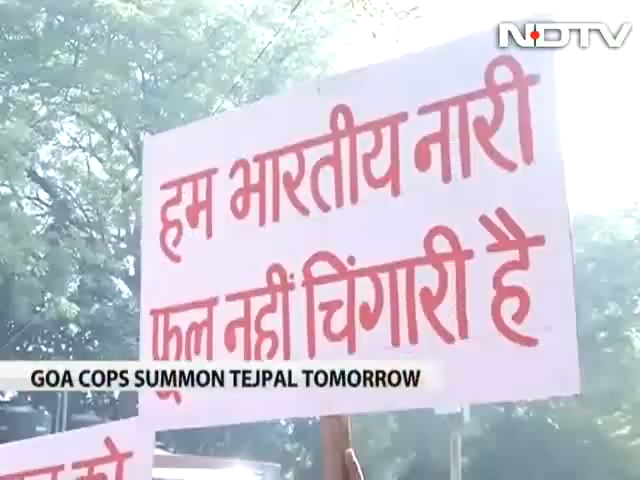 NDTV
हम भारतीय नारी
फूल नहीं चिंगारी है
GOA COPS SUMMON TEJPAL TOMORROW
को